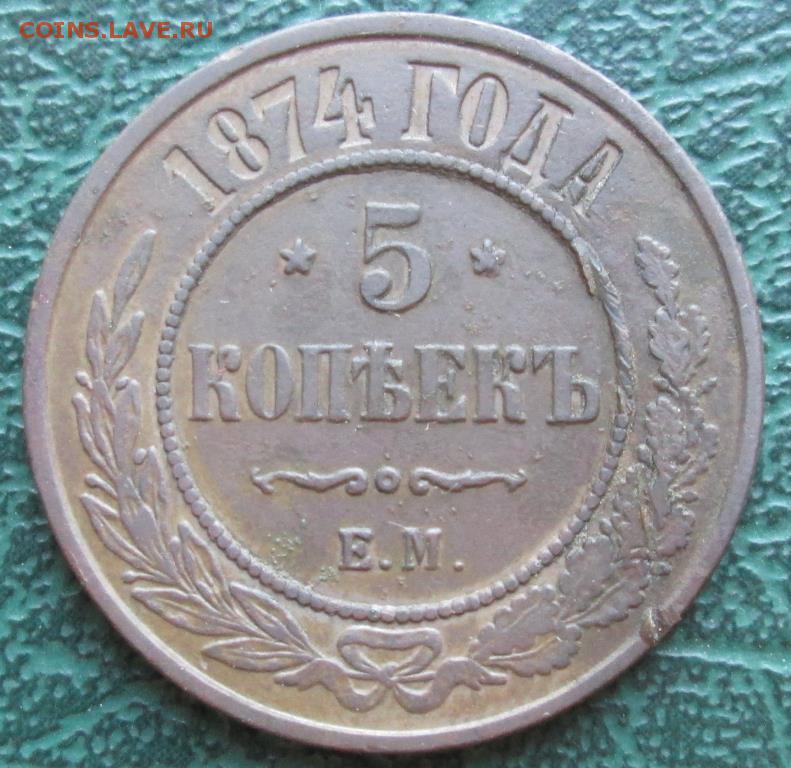 COINS.LAVE.RU
1874 ГОДА
* 5 *
КОПѢЕКЪ
Е.М.